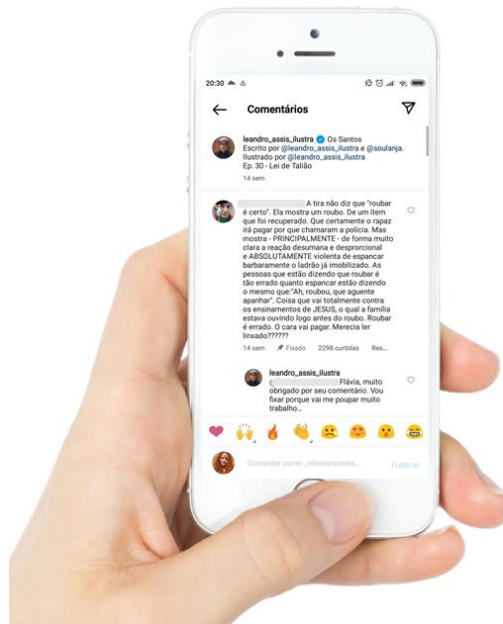 20:30
Comentários
leandro_assis_ilustra Os Santos
Escrito por @leandro_assis_ilustra e @soulanja.
Ilustrado por @leandro_assis_ilustra
Ep. 30 - Lei de Talião
14 sem
A tira não diz que "roubar
é certo". Ela mostra um roubo. De um ítem
que foi recuperado. Que certamente o rapaz
irá pagar por que chamaram a polícia. Mas
mostra - PRINCIPALMENTE - de forma muito
clara a reação desumana e desprorcional
e ABSOLUTAMENTE violenta de espancar
barbaramente o ladrão já imobilizado. As
pessoas que estão dizendo que roubar é
tão errado quanto espancar estão dizendo
o mesmo que:"Ah, roubou, que aguente
apanhar". Coisa que vai totalmente contra
os ensinamentos de JESUS, o qual a família
estava ouvindo logo antes do roubo. Roubar
é errado. O cara vai pagar. Merecia ler
linxado??????
14 sem Fixado 2298 curtidas Res...
leandro_assis_ilustra
Flávia, muito
obrigado por seu comentário. Vou
fixar porque vai me poupar muito
trabalho...
Comentar como _idiossincrasia... Publicar